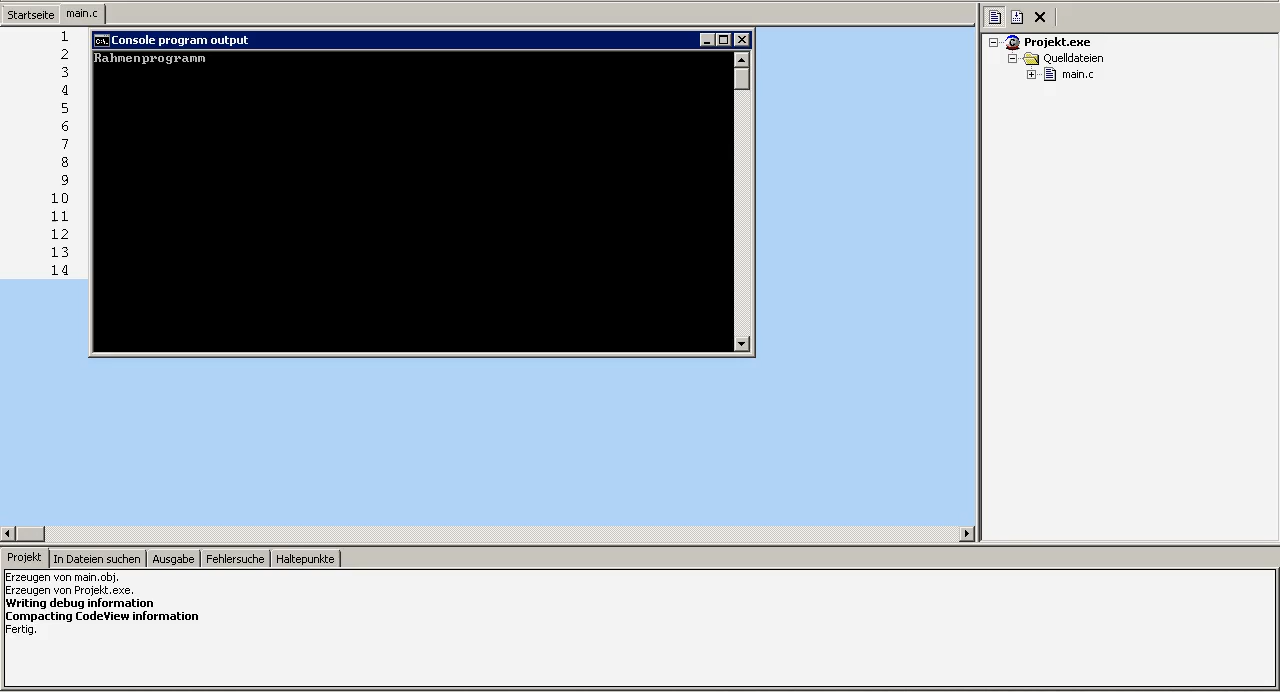 Startseite main.c
1
2
3
4
5
6
7
8
9
10
11
12
13
14
Console program output
Rahmenprogramm
Projekt.exe
Quelldateien
main.c
Projekt In Dateien suchen Ausgabe Fehlersuche Haltepunkte
Erzeugen von main.obj.
Erzeugen von Projekt.exe.
Writing debug information
Compacting CodeView information
Fertig.